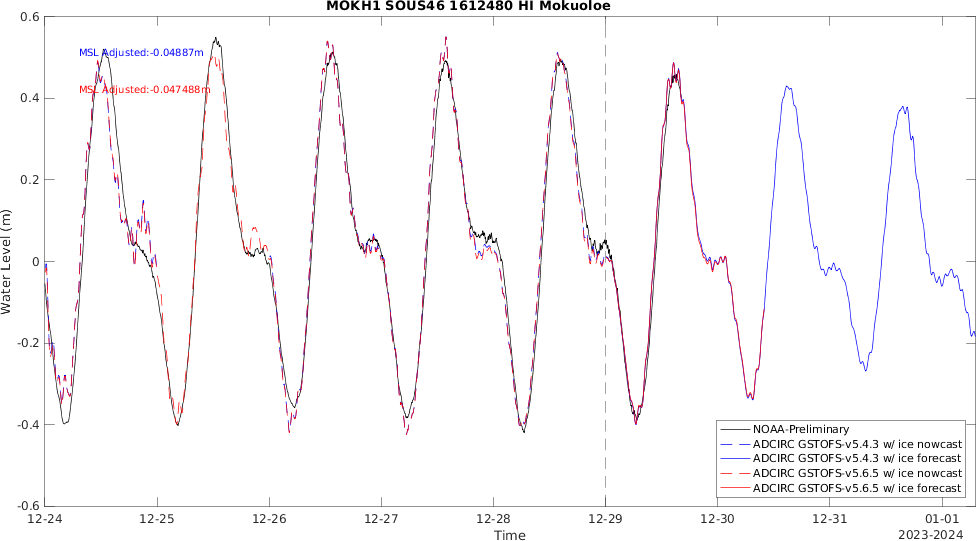 MOKH1 SOUS46 1612480 HI Mokuoloe
MSL Adjusted:-0.04887m
MSL Adjusted:-0.047488m
Water Level (m)
0.6
0.4
0.2
0
-0.2
-0.4
-0.6
NOAA-Preliminary
ADCIRC GSTOFS-v5.4.3 w/ ice nowcast
ADCIRC GSTOFS-v5.4.3 w/ ice forecast
ADCIRC GSTOFS-v5.6.5 w/ ice nowcast
ADCIRC GSTOFS-v5.6.5 w/ ice forecast
12-24 12-25 12-26 12-27 12-28 12-29 12-30 12-31 01-01
Time
2023-2024